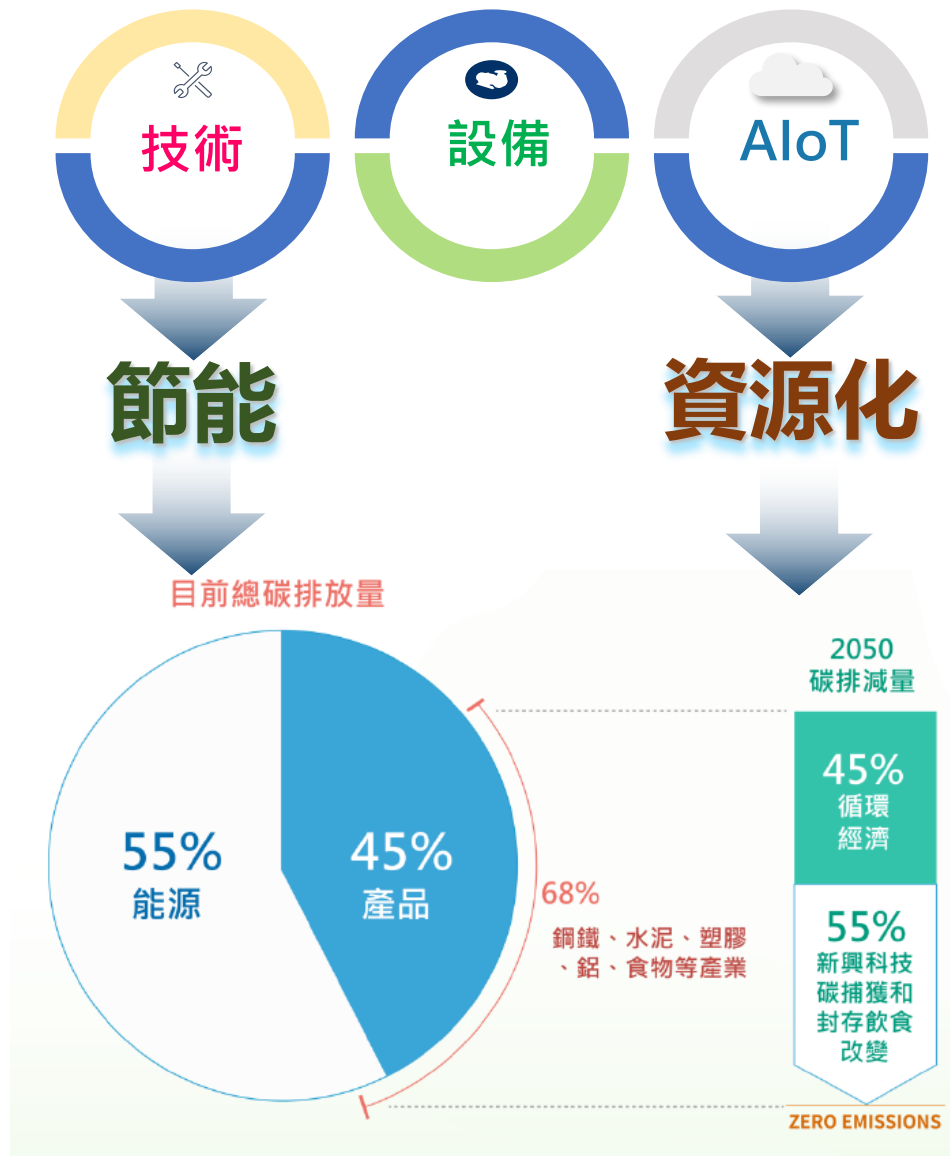 技術
設備
AIoT
節能
資源化
目前總碳排放量
55%
能源
45%
產品
68%
鋼鐵、水泥、塑膠
、鋁、食物等產業
2050
碳排減量
45%
循環
經濟
55%
新興科技
碳捕獲和
封存飲食
改變
ZERO EMISSIONS